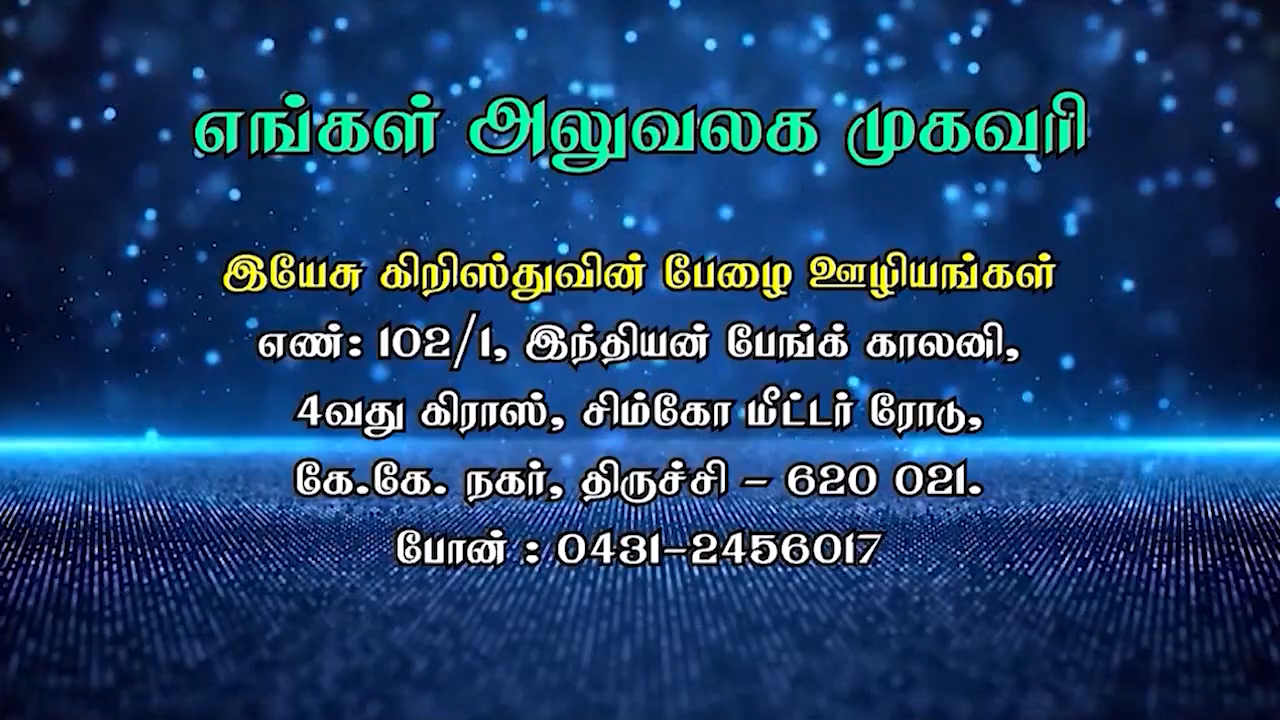 எங்கள் அலுவலக முகவரி
இயேசு கிறிஸ்துவின் பேழை ஊழியங்கள்
எண்: 102/1, இந்தியன் பேங்க் காலனி,
4வது கிராஸ், சிம்கோ மீட்டர் ரோடு,
கே.கே. நகர், திருச்சி - 620 021.
போன் : 0431-2456017